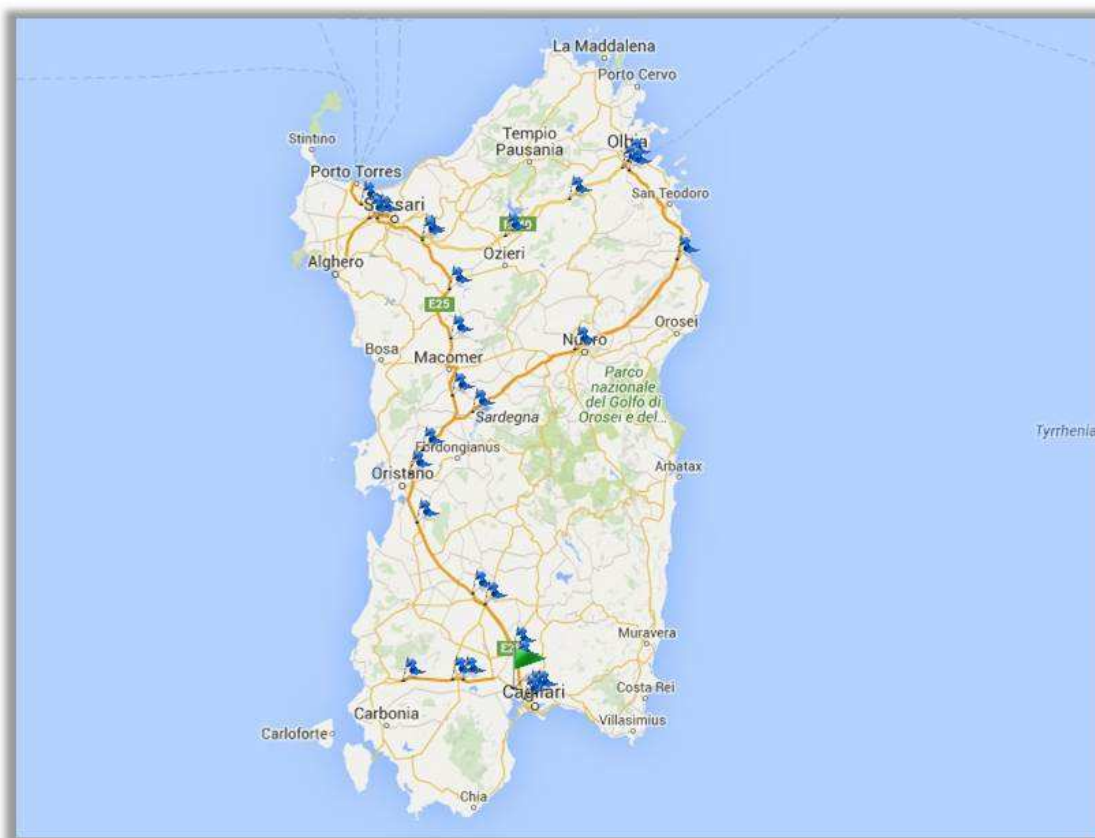 La Maddalena
Porto Cervo
Stintino
Tempio
Pausania
Olbia
Porto Torres
San Teodoro
Sassari
Ozieri
Alghero
E25
Orosei
Nuoro
Bosa
Macomer
Parco
nazionale
del Golfo di
Orosei e del...
Sardegna
Fordongianus
Tyrrhenia
Oristano
Arbatax
Muravera
Cagliari
Costa Rei
Carbonia
Villasimius
Carloforte
Chia